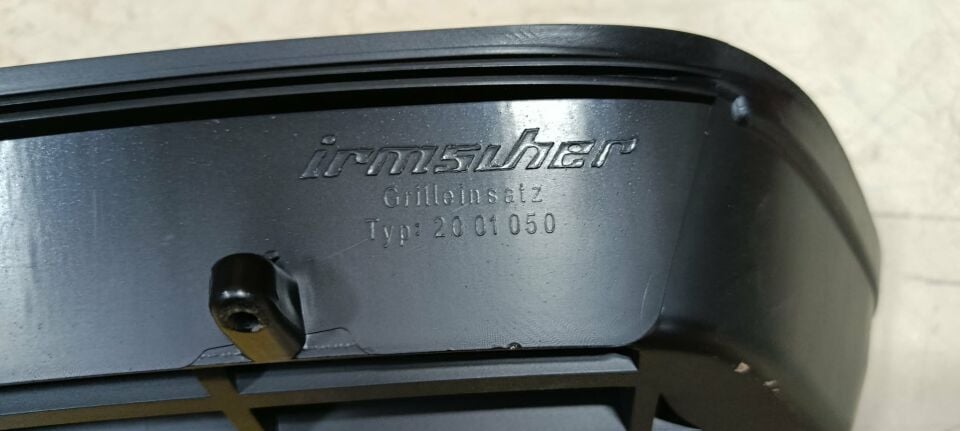 irmscher
Grilleinsatz
Typ: 20 01 050